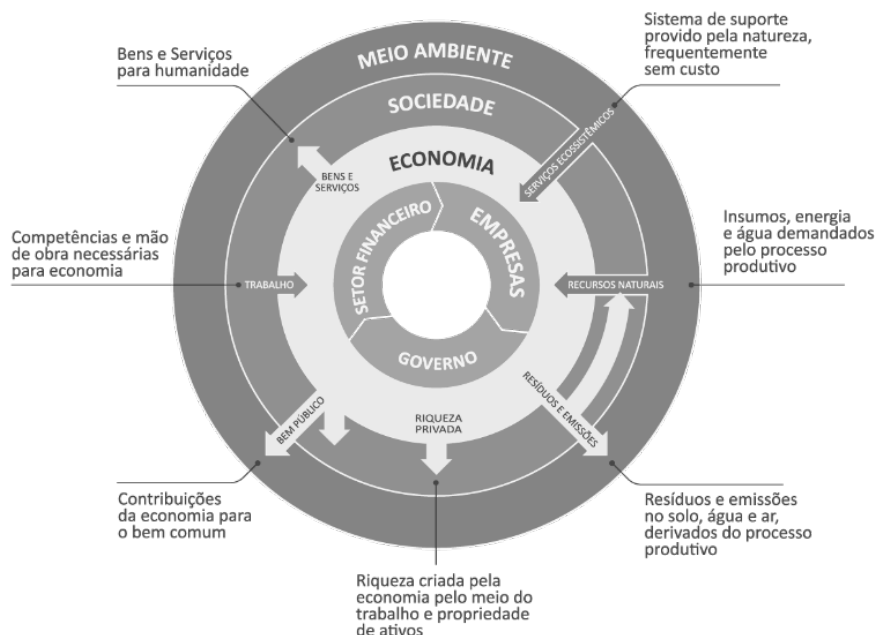 Bens e Serviços
para humanidade
Sistema de suporte
provido pela natureza,
frequentemente
sem custo
MEIO AMBIENTE
SOCIEDADE
ECONOMIA
SERVIÇOS ECOSSISTÊMICOS
BENS E
SERVIÇOS
SETOR FINANCEIRO
EMPRESAS
GOVERNO
Competências e mão
de obra necessárias
para economia
TRABALHO
RECURSOS NATURAIS
Insumos, energia
e água demandados
pelo processo
produtivo
BEM PÚBLICO
RIQUEZA
PRIVADA
RESÍDUOS E EMISSÕES
Contribuições
da economia para
o bem comum
Resíduos e emissões
no solo, água e ar,
derivados do processo
produtivo
Riqueza criada pela
economia pelo meio do
trabalho e propriedade
de ativos